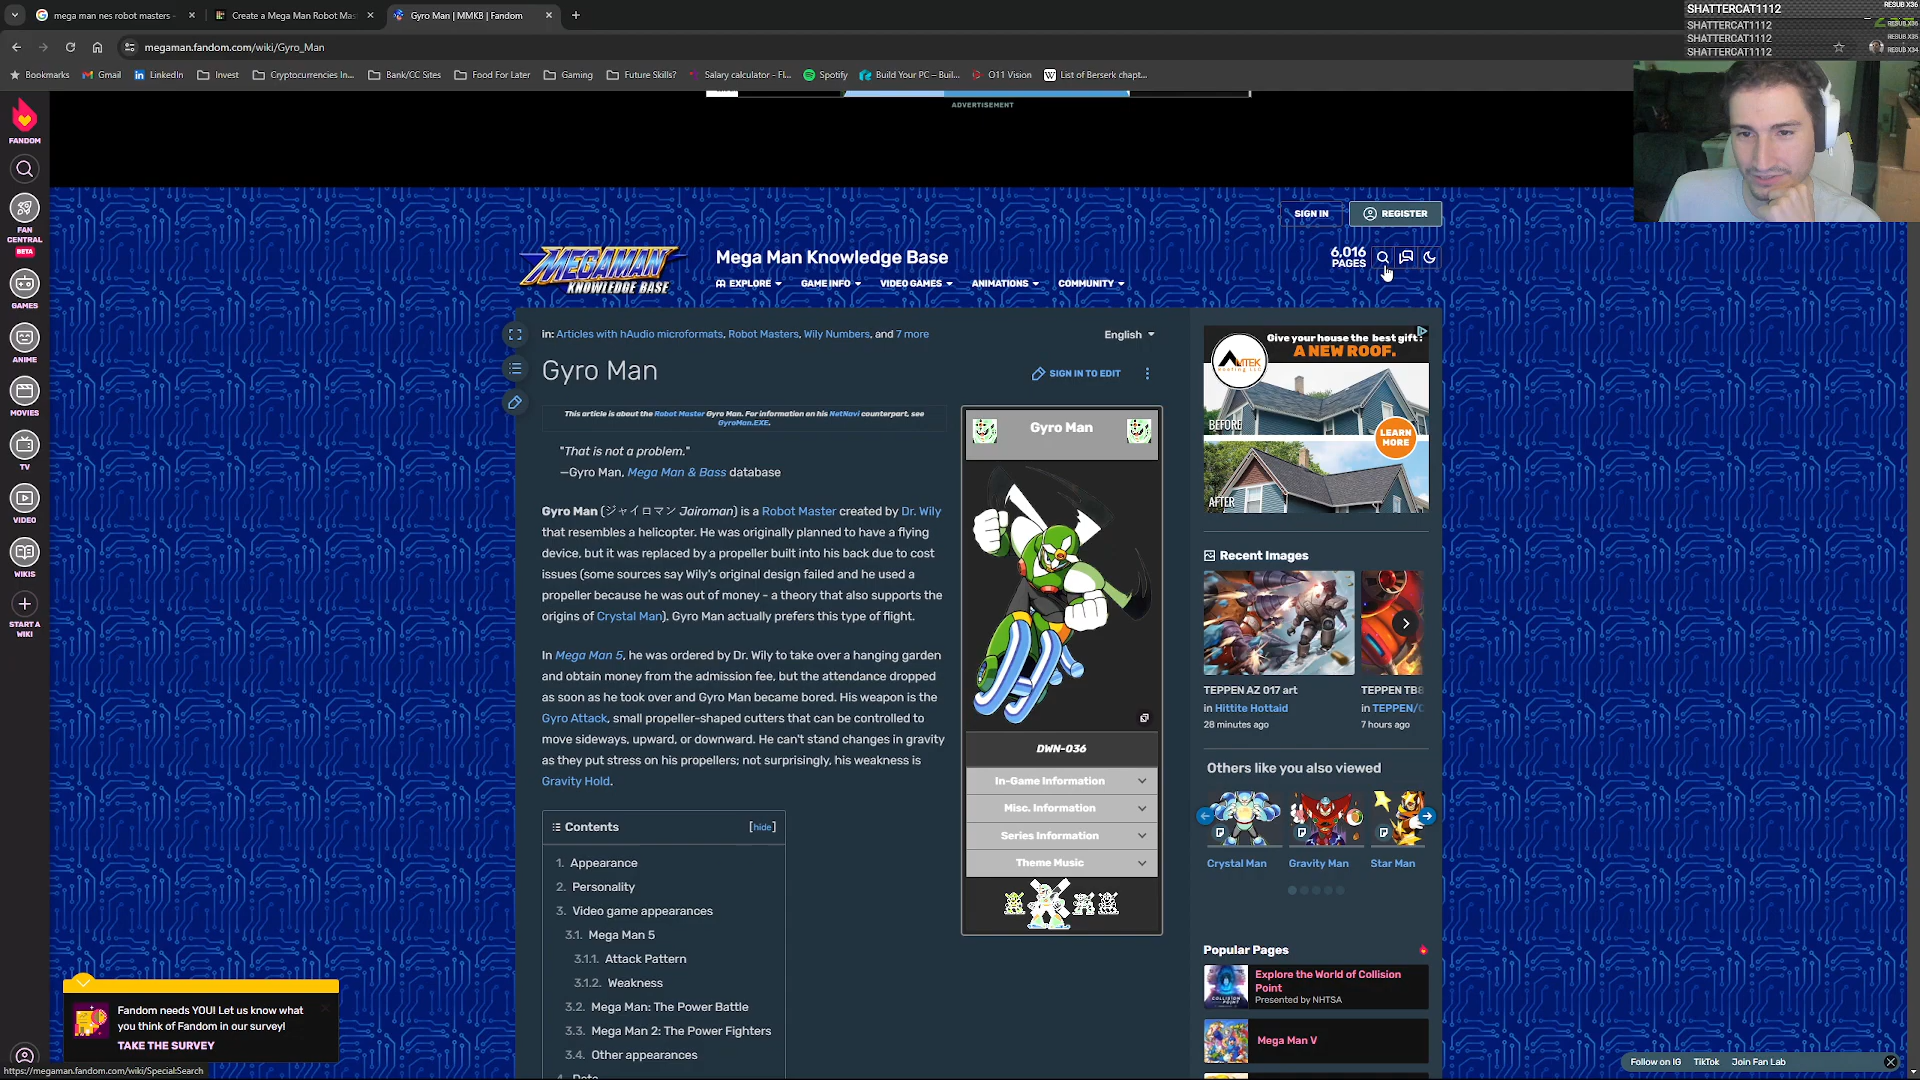 mega man nes robot masters -
Create a Mega Man Robot Mas
Gyro Man | MMKB | Fandom
SHATTERCAT1112
RESUB X36
SHATTERCAT1112
SHATTERCAT1112
RESUB X35
SHATTERCAT1112
RESUB X34
megaman.fandom.com/wiki/Gyro_Man
Bookmarks
Gmail
LinkedIn
Invest
Cryptocurrencies In...
Bank/CC Sites
Food For Later
Gaming
Future Skills?
Salary calculator - Fl...
Spotify
Build Your PC – Buil...
O11 Vision
List of Berserk chapt...
ADVERTISEMENT
FANDOM
FAN
CENTRAL
BETA
GAMES
ANIME
MOVIES
TV
VIDEO
WIKIS
START A
WIKI
SIGN IN
REGISTER
MEGAMAN
KNOWLEDGE BASE
Mega Man Knowledge Base
6,016
PAGES
EXPLORE
GAME INFO
VIDEO GAMES
ANIMATIONS
COMMUNITY
in: Articles with hAudio microformats, Robot Masters, Wily Numbers, and 7 more
English
Gyro Man
SIGN IN TO EDIT
This article is about the Robot Master Gyro Man. For information on his NetNavi counterpart, see
GyroMan.EXE.
"That is not a problem."
—Gyro Man, Mega Man & Bass database
Gyro Man (ジャイロマン Jairoman) is a Robot Master created by Dr. Wily
that resembles a helicopter. He was originally planned to have a flying
device, but it was replaced by a propeller built into his back due to cost
issues (some sources say Wily's original design failed and he used a
propeller because he was out of money - a theory that also supports the
origins of Crystal Man). Gyro Man actually prefers this type of flight.
In Mega Man 5, he was ordered by Dr. Wily to take over a hanging garden
and obtain money from the admission fee, but the attendance dropped
as soon as he took over and Gyro Man became bored. His weapon is the
Gyro Attack, small propeller-shaped cutters that can be controlled to
move sideways, upward, or downward. He can't stand changes in gravity
as they put stress on his propellers; not surprisingly, his weakness is
Gravity Hold.
Contents
[hide]
1. Appearance
2. Personality
3. Video game appearances
3.1. Mega Man 5
3.1.1. Attack Pattern
3.1.2. Weakness
3.2. Mega Man: The Power Battle
3.3. Mega Man 2: The Power Fighters
3.4. Other appearances
Gyro Man
DWN-036
In-Game Information
Misc. Information
Series Information
Theme Music
Give your house the best gift:
A NEW ROOF.
AMTEK
BEFORE
LEARN
MORE
AFTER
Recent Images
TEPPEN AZ 017 art
in Hittite Hottaid
28 minutes ago
TEPPEN TB8
in TEPPEN/C
7 hours ago
Others like you also viewed
Crystal Man
Gravity Man
Star Man
Popular Pages
Explore the World of Collision
Point
Presented by NHTSA
Mega Man V
Fandom needs YOU! Let us know what
you think of Fandom in our survey!
TAKE THE SURVEY
https://megaman.fandom.com/wiki/Special:Search
Follow on IG
TikTok
Join Fan Lab